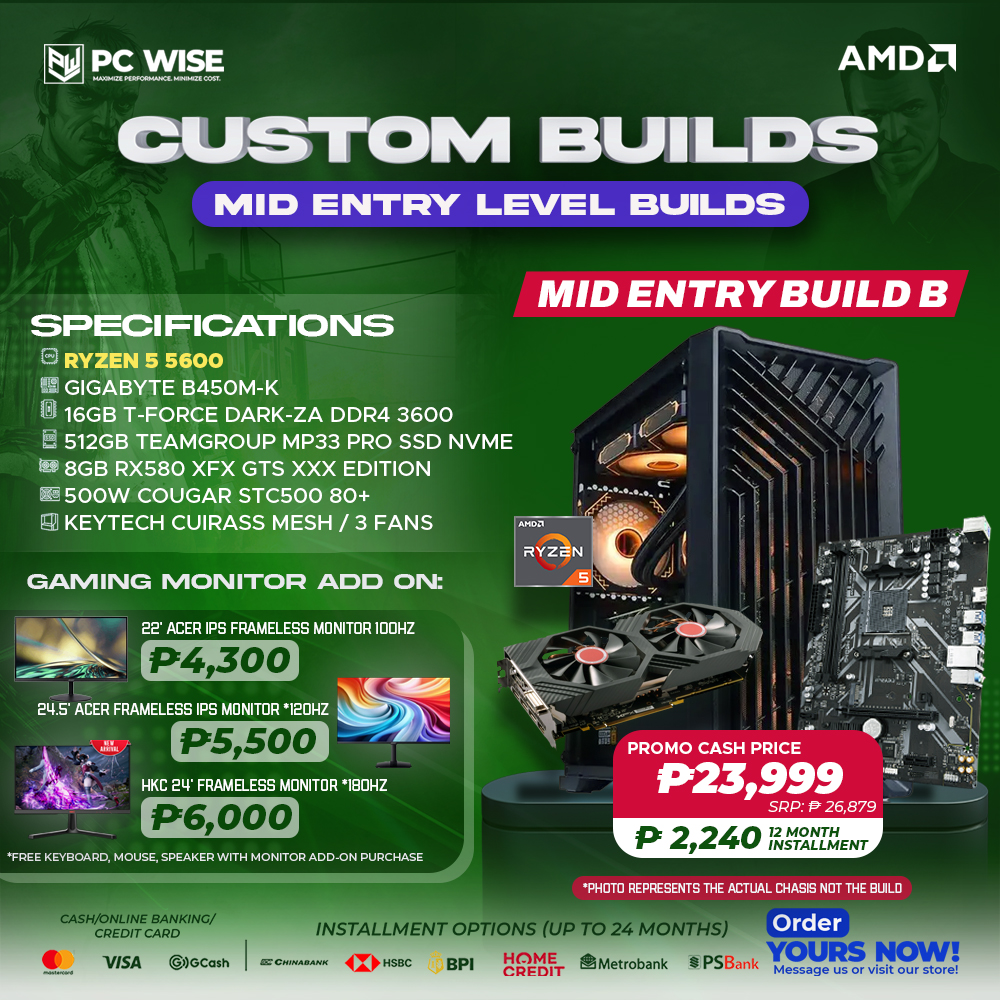 PC WISE
MAXIMIZE PERFORMANCE. MINIMIZE COST.
AMD
CUSTOM BUILDS
MID ENTRY LEVEL BUILDS
MID ENTRY BUILD B
SPECIFICATIONS
CPU
RYZEN 5 5600
GIGABYTE B450M-K
16GB T-FORCE DARK-ZA DDR4 3600
512GB TEAMGROUP MP33 PRO SSD NVME
8GB RX580 XFX GTS XXX EDITION
500W COUGAR STC500 80+
KEYTECH CUIRASS MESH / 3 FANS
AMD
RYZEN
5
GAMING MONITOR ADD ON:
22' ACER IPS FRAMELESS MONITOR 100HZ
₱4,300
24.5' ACER FRAMELESS IPS MONITOR *120HZ
₱5,500
NEW
ARRIVAL
HKC 24' FRAMELESS MONITOR *180HZ
₱6,000
*FREE KEYBOARD, MOUSE, SPEAKER WITH MONITOR ADD-ON PURCHASE
PROMO CASH PRICE
₱23,999
SRP: ₱ 26,879
₱ 2,240 12 MONTH
INSTALLMENT
*PHOTO REPRESENTS THE ACTUAL CHASIS NOT THE BUILD
CASH/ONLINE BANKING/
CREDIT CARD
mastercard
VISA
GCash
INSTALLMENT OPTIONS (UP TO 24 MONTHS)
CHINABANK
HSBC
BPI
HOME
CREDIT
Metrobank
PSBank
Order
YOURS NOW!
Message us or visit our store!